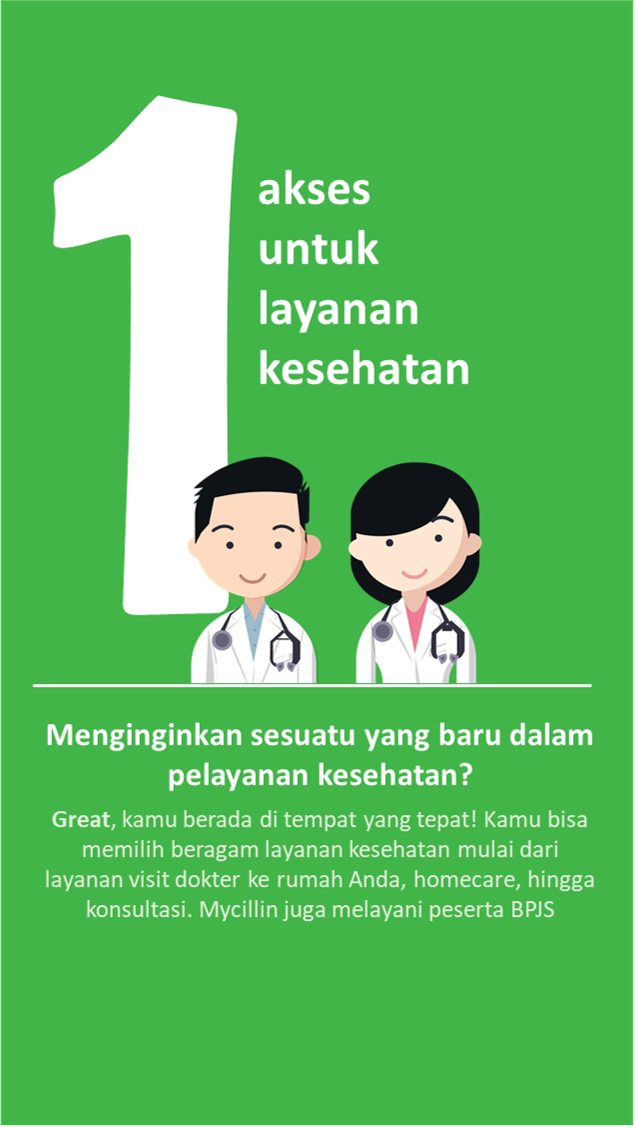 1
akses
untuk
layanan
kesehatan
Menginginkan sesuatu yang baru dalam
pelayanan kesehatan?
Great, kamu berada di tempat yang tepat! Kamu bisa
memilih beragam layanan kesehatan mulai dari
layanan visit dokter ke rumah Anda, homecare, hingga
konsultasi. Mycillin juga melayani peserta BPJS